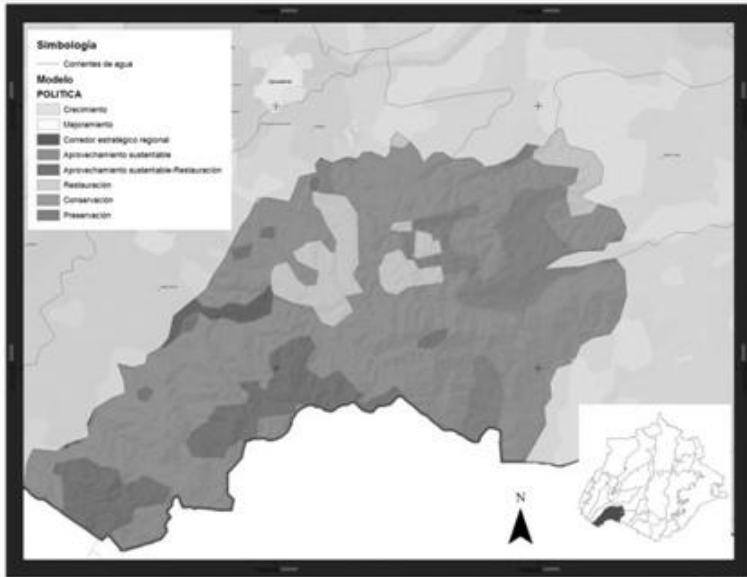 Simbología
Corrientes de agua
Modelo
POLITICA
Crecimiento
Mejoramiento
Corredor estratégico regional
Aprovechamiento sustentable
Aprovechamiento sustentable-Restauración
Restauración
Conservación
Preservación
N